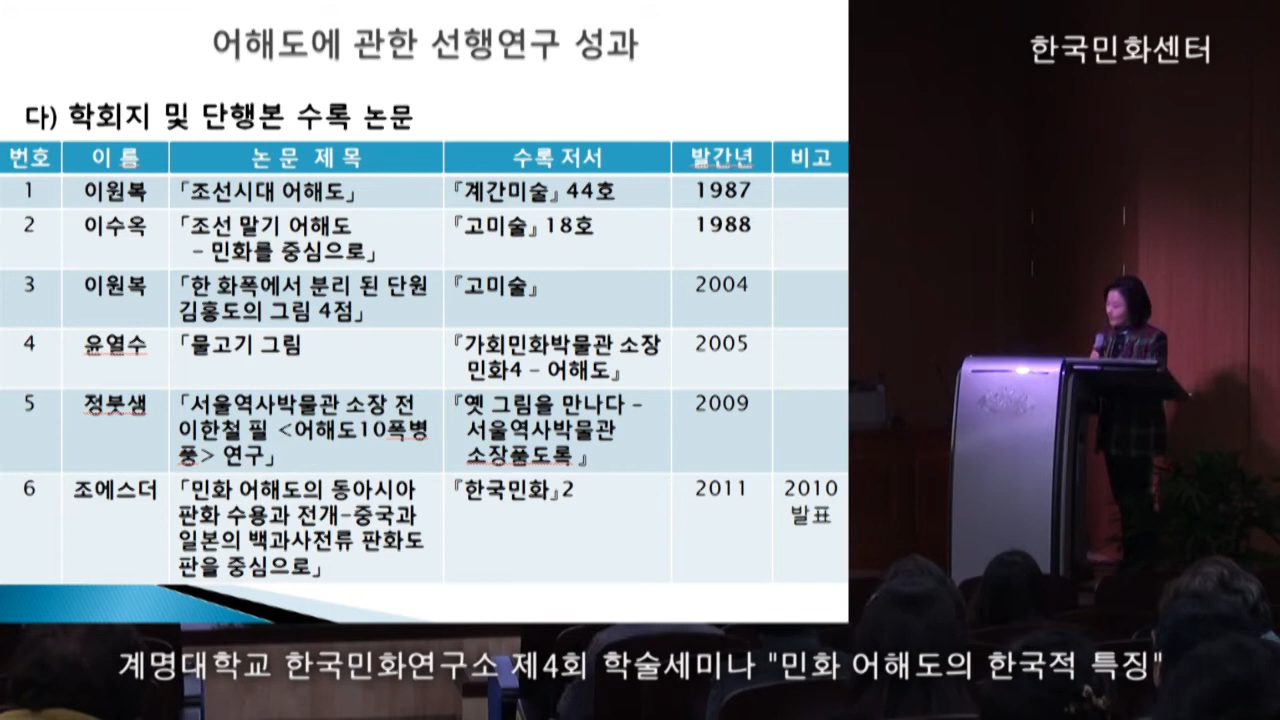 어해도에 관한 선행연구 성과
한국민화센터
다) 학회지 및 단행본 수록 논문
번호 이 름 논 문 제 목 수록 저서 발간년 비고
1 이원복 「조선시대 어해도」 『계간미술』 44호 1987
2 이수옥 「조선 말기 어해도 『고미술』 18호 1988
- 민화를 중심으로」
3 이원복 「한 화폭에서 분리 된 단원 『고미술』 2004
김홍도의 그림 4점」
4 윤열수 「물고기 그림 『가회민화박물관 소장 2005
민화4 - 어해도』
5 정붓샘 「서울역사박물관 소장 전 『옛 그림을 만나다 - 2009
이한철 필 <어해도10폭병 서울역사박물관
풍> 연구」 소장품도록 』
6 조에스더 「민화 어해도의 동아시아 『한국민화』2 2011 2010
판화 수용과 전개-중국과 발표
일본의 백과사전류 판화도
판을 중심으로」
계명대학교 한국민화연구소 제4회 학술세미나 "민화 어해도의 한국적 특징"